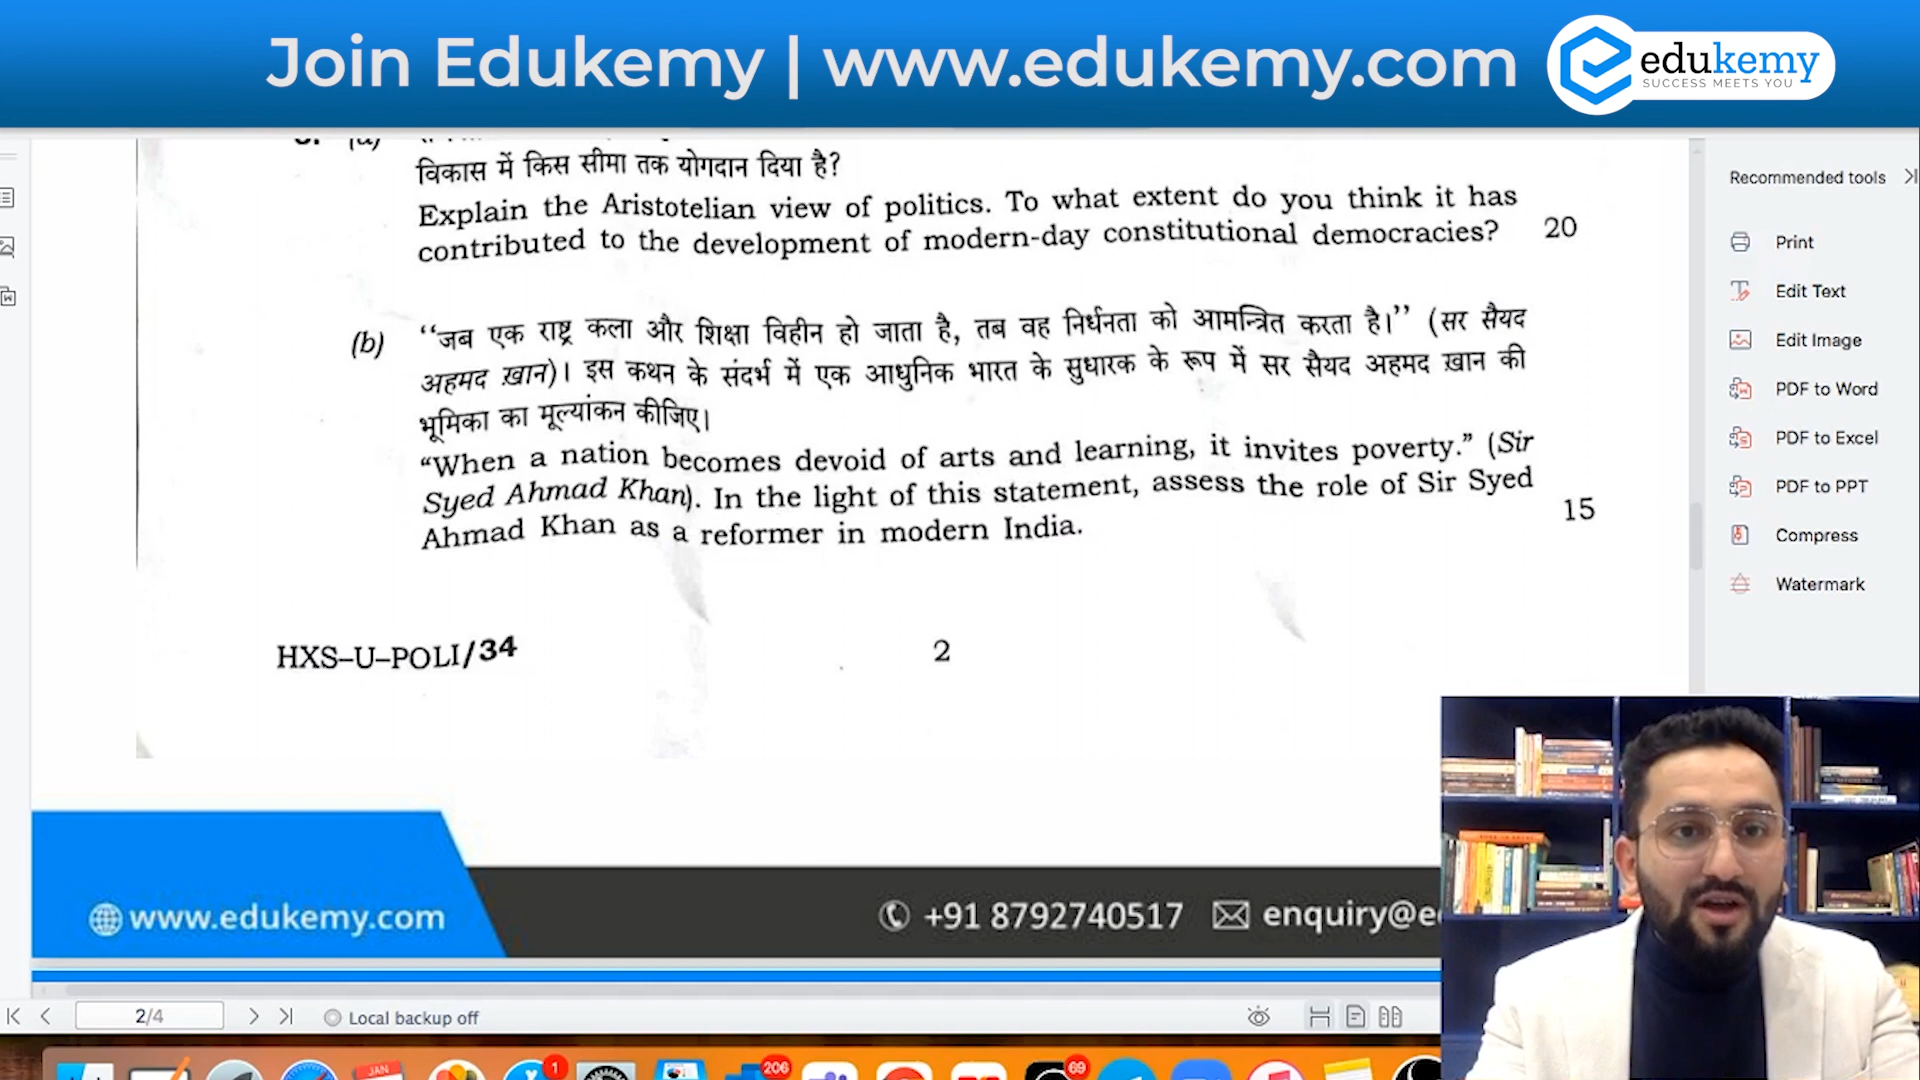 Join Edukemy | www.edukemy.com
edukemy
SUCCESS MEETS YOU
(a)
विकास में किस सीमा तक योगदान दिया है?
Explain the Aristotelian view of politics. To what extent do you think it has
contributed to the development of modern-day constitutional democracies? 20
(b) ‘‘जब एक राष्ट्र कला और शिक्षा विहीन हो जाता है, तब वह निर्धनता को आमन्त्रित करता है।’’ (सर सैयद
अहमद ख़ान)। इस कथन के संदर्भ में एक आधुनिक भारत के सुधारक के रूप में सर सैयद अहमद ख़ान की
भूमिका का मूल्यांकन कीजिए।
“When a nation becomes devoid of arts and learning, it invites poverty.” (Sir
Syed Ahmad Khan). In the light of this statement, assess the role of Sir Syed
Ahmad Khan as a reformer in modern India. 15
HXS–U–POLI/34
2
Recommended tools
Print
Edit Text
Edit Image
PDF to Word
PDF to Excel
PDF to PPT
Compress
Watermark
www.edukemy.com
+91 8792740517
enquiry@e
2/4
Local backup off
JAN
1
206
69